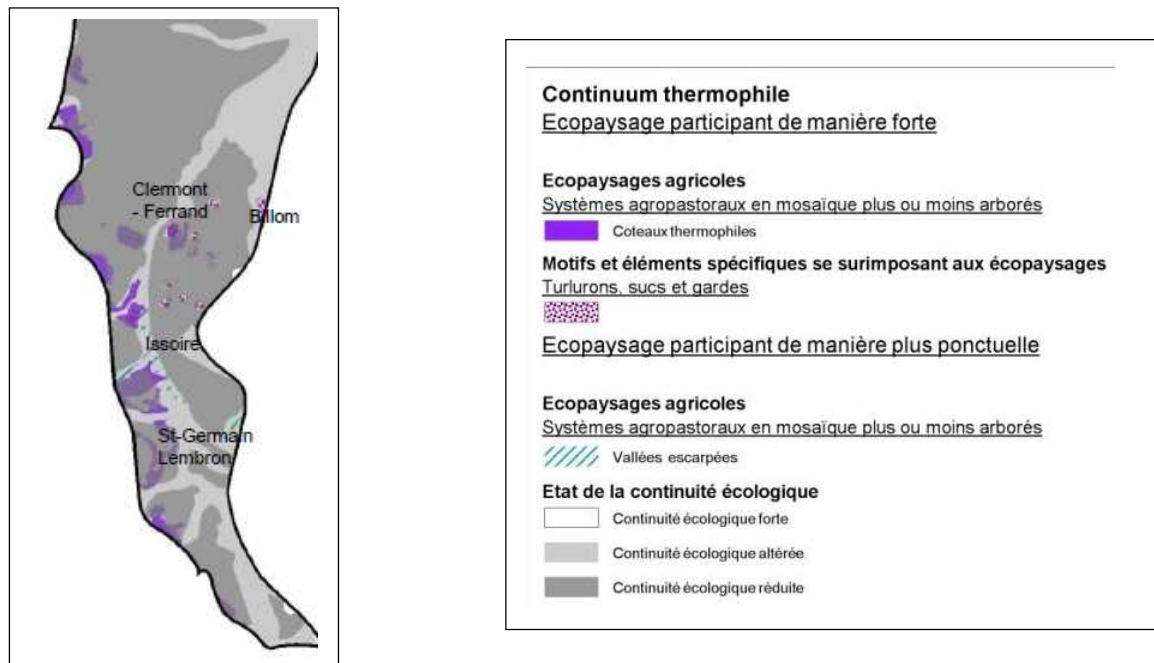 Clermont
- Ferrand
Billom
Issoire
St-Germain
Lembron
Continuum thermophile
Ecopaysage participant de manière forte
Ecopaysages agricoles
Systèmes agropastoraux en mosaïque plus ou moins arborés
Coteaux thermophiles
Motifs et éléments spécifiques se surimposant aux écopaysages
Turlurons, sucs et gardes
Ecopaysage participant de manière plus ponctuelle
Ecopaysages agricoles
Systèmes agropastoraux en mosaïque plus ou moins arborés
Vallées escarpées
Etat de la continuité écologique
Continuité écologique forte
Continuité écologique altérée
Continuité écologique réduite